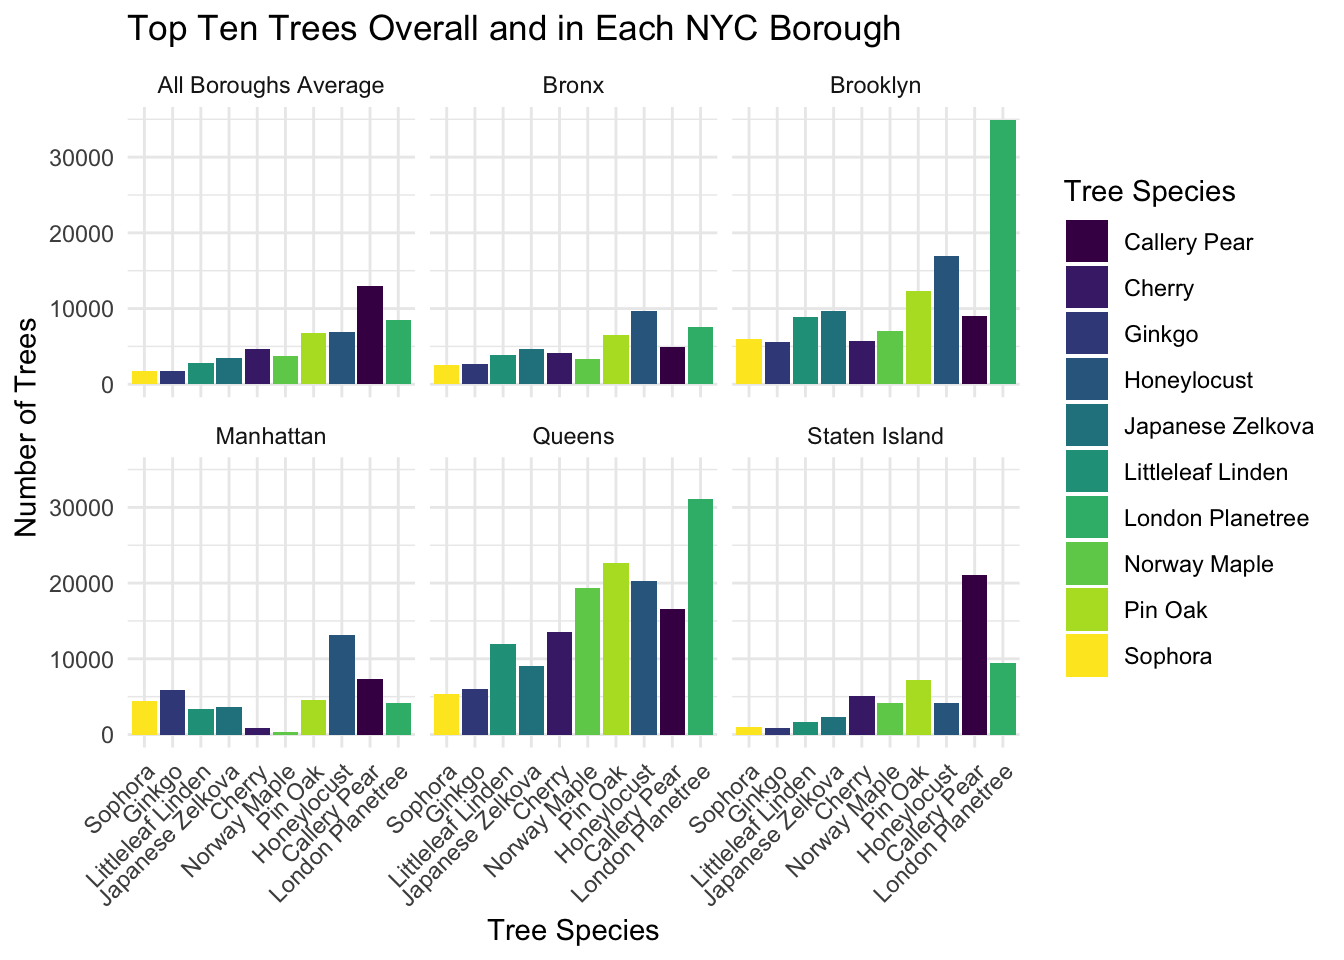 Top Ten Trees Overall and in Each NYC Borough
All Boroughs Average
Bronx
Brooklyn
Number of Trees
30000
20000
10000
0
Manhattan
Queens
Staten Island
30000
20000
10000
0
Sophora
Ginkgo
Littleleaf Linden
Japanese Zelkova
Cherry
Norway Maple
Pin Oak
Honeylocust
Callery Pear
London Planetree
Sophora
Ginkgo
Littleleaf Linden
Japanese Zelkova
Cherry
Norway Maple
Pin Oak
Honeylocust
Callery Pear
London Planetree
Sophora
Ginkgo
Littleleaf Linden
Japanese Zelkova
Cherry
Norway Maple
Pin Oak
Honeylocust
Callery Pear
London Planetree
Tree Species
Tree Species
Callery Pear
Cherry
Ginkgo
Honeylocust
Japanese Zelkova
Littleleaf Linden
London Planetree
Norway Maple
Pin Oak
Sophora